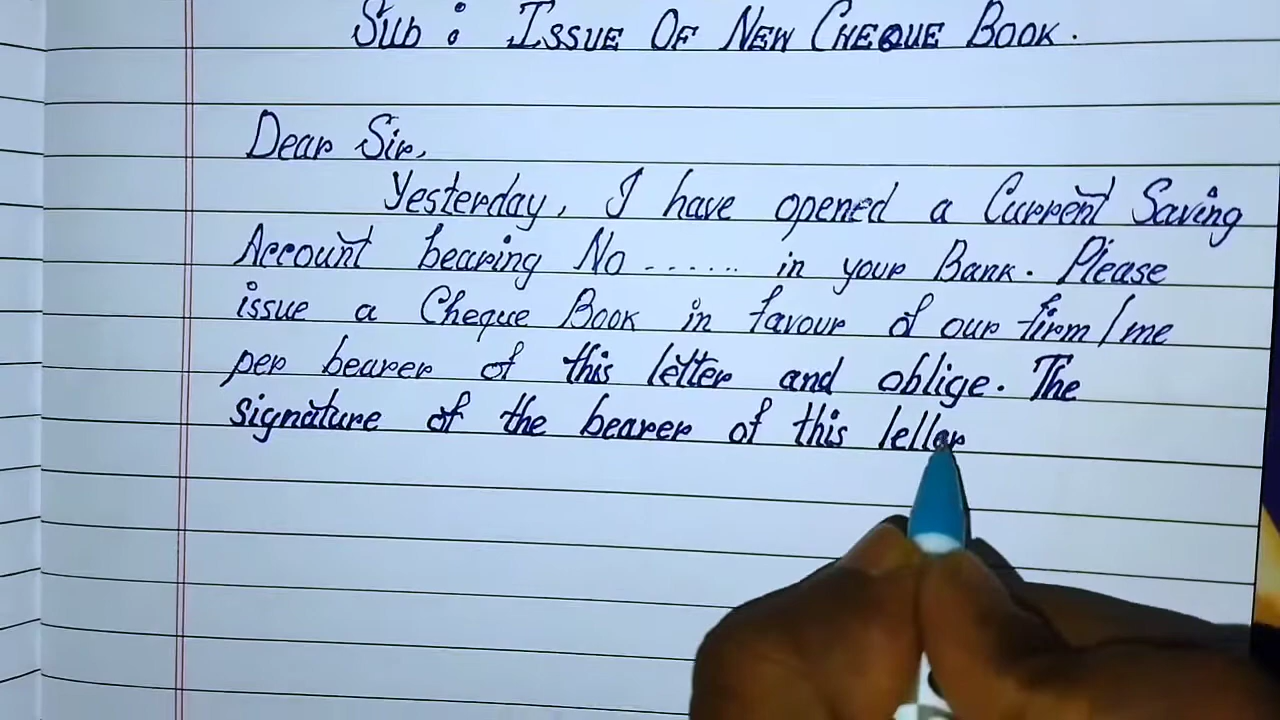 Sub : ISSUE OF NEW CHEQUE BOOK.
Dear Sir,
Yesterday, I have opened a Current Saving
Account bearing No ...... in your Bank. Please
issue a Cheque Book in favour of our firm/me
per bearer of this letter and oblige. The
signature of the bearer of this letter